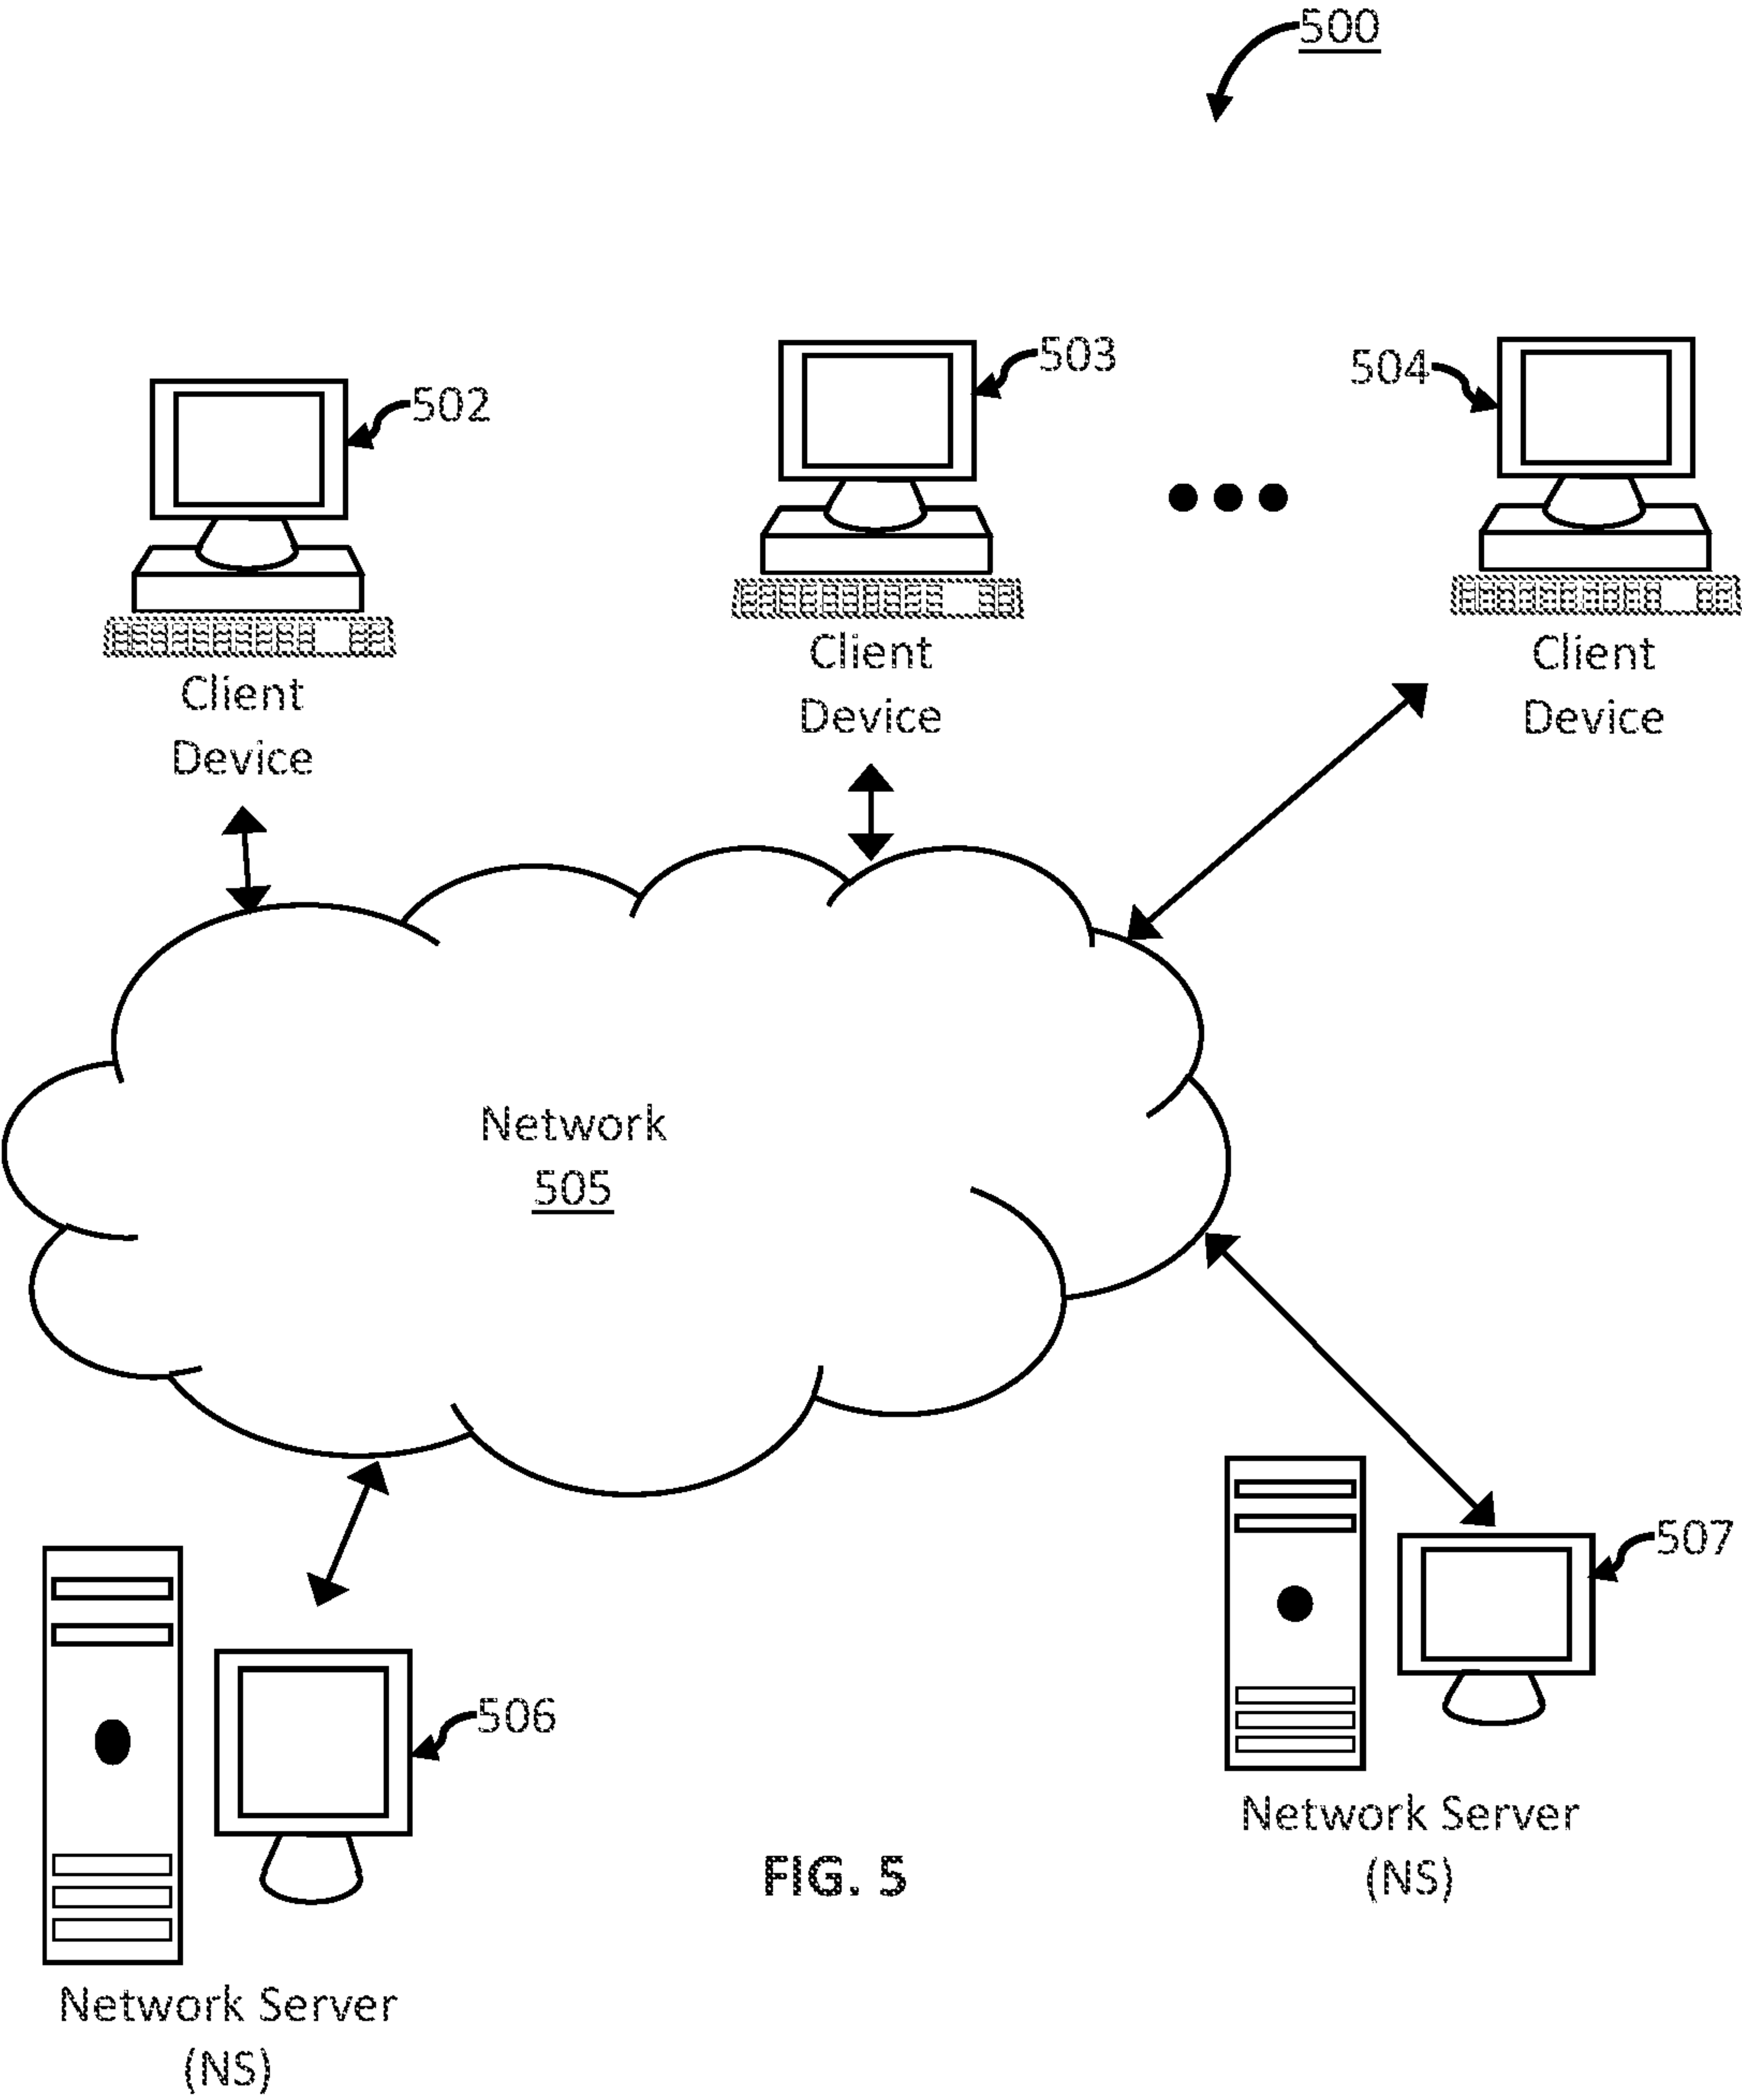 500
502
503
504
Client
Device
Client
Device
Client
Device
Network
505
506
507
Network Server
(NS)
Network Server
(NS)
FIG. 5